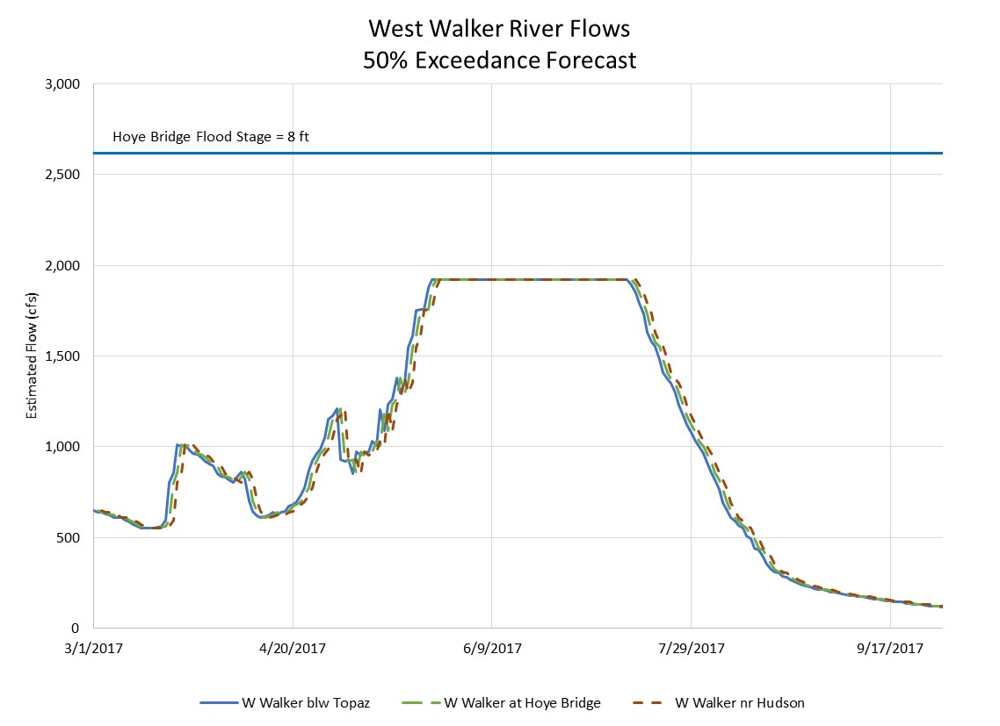 West Walker River Flows
50% Exceedance Forecast
3,000
Hoye Bridge Flood Stage = 8 ft
2,500
2,000
Estimated Flow (cfs)
1,500
1,000
500
0
3/1/2017 4/20/2017 6/9/2017 7/29/2017 9/17/2017
W Walker blw Topaz W Walker at Hoye Bridge W Walker nr Hudson